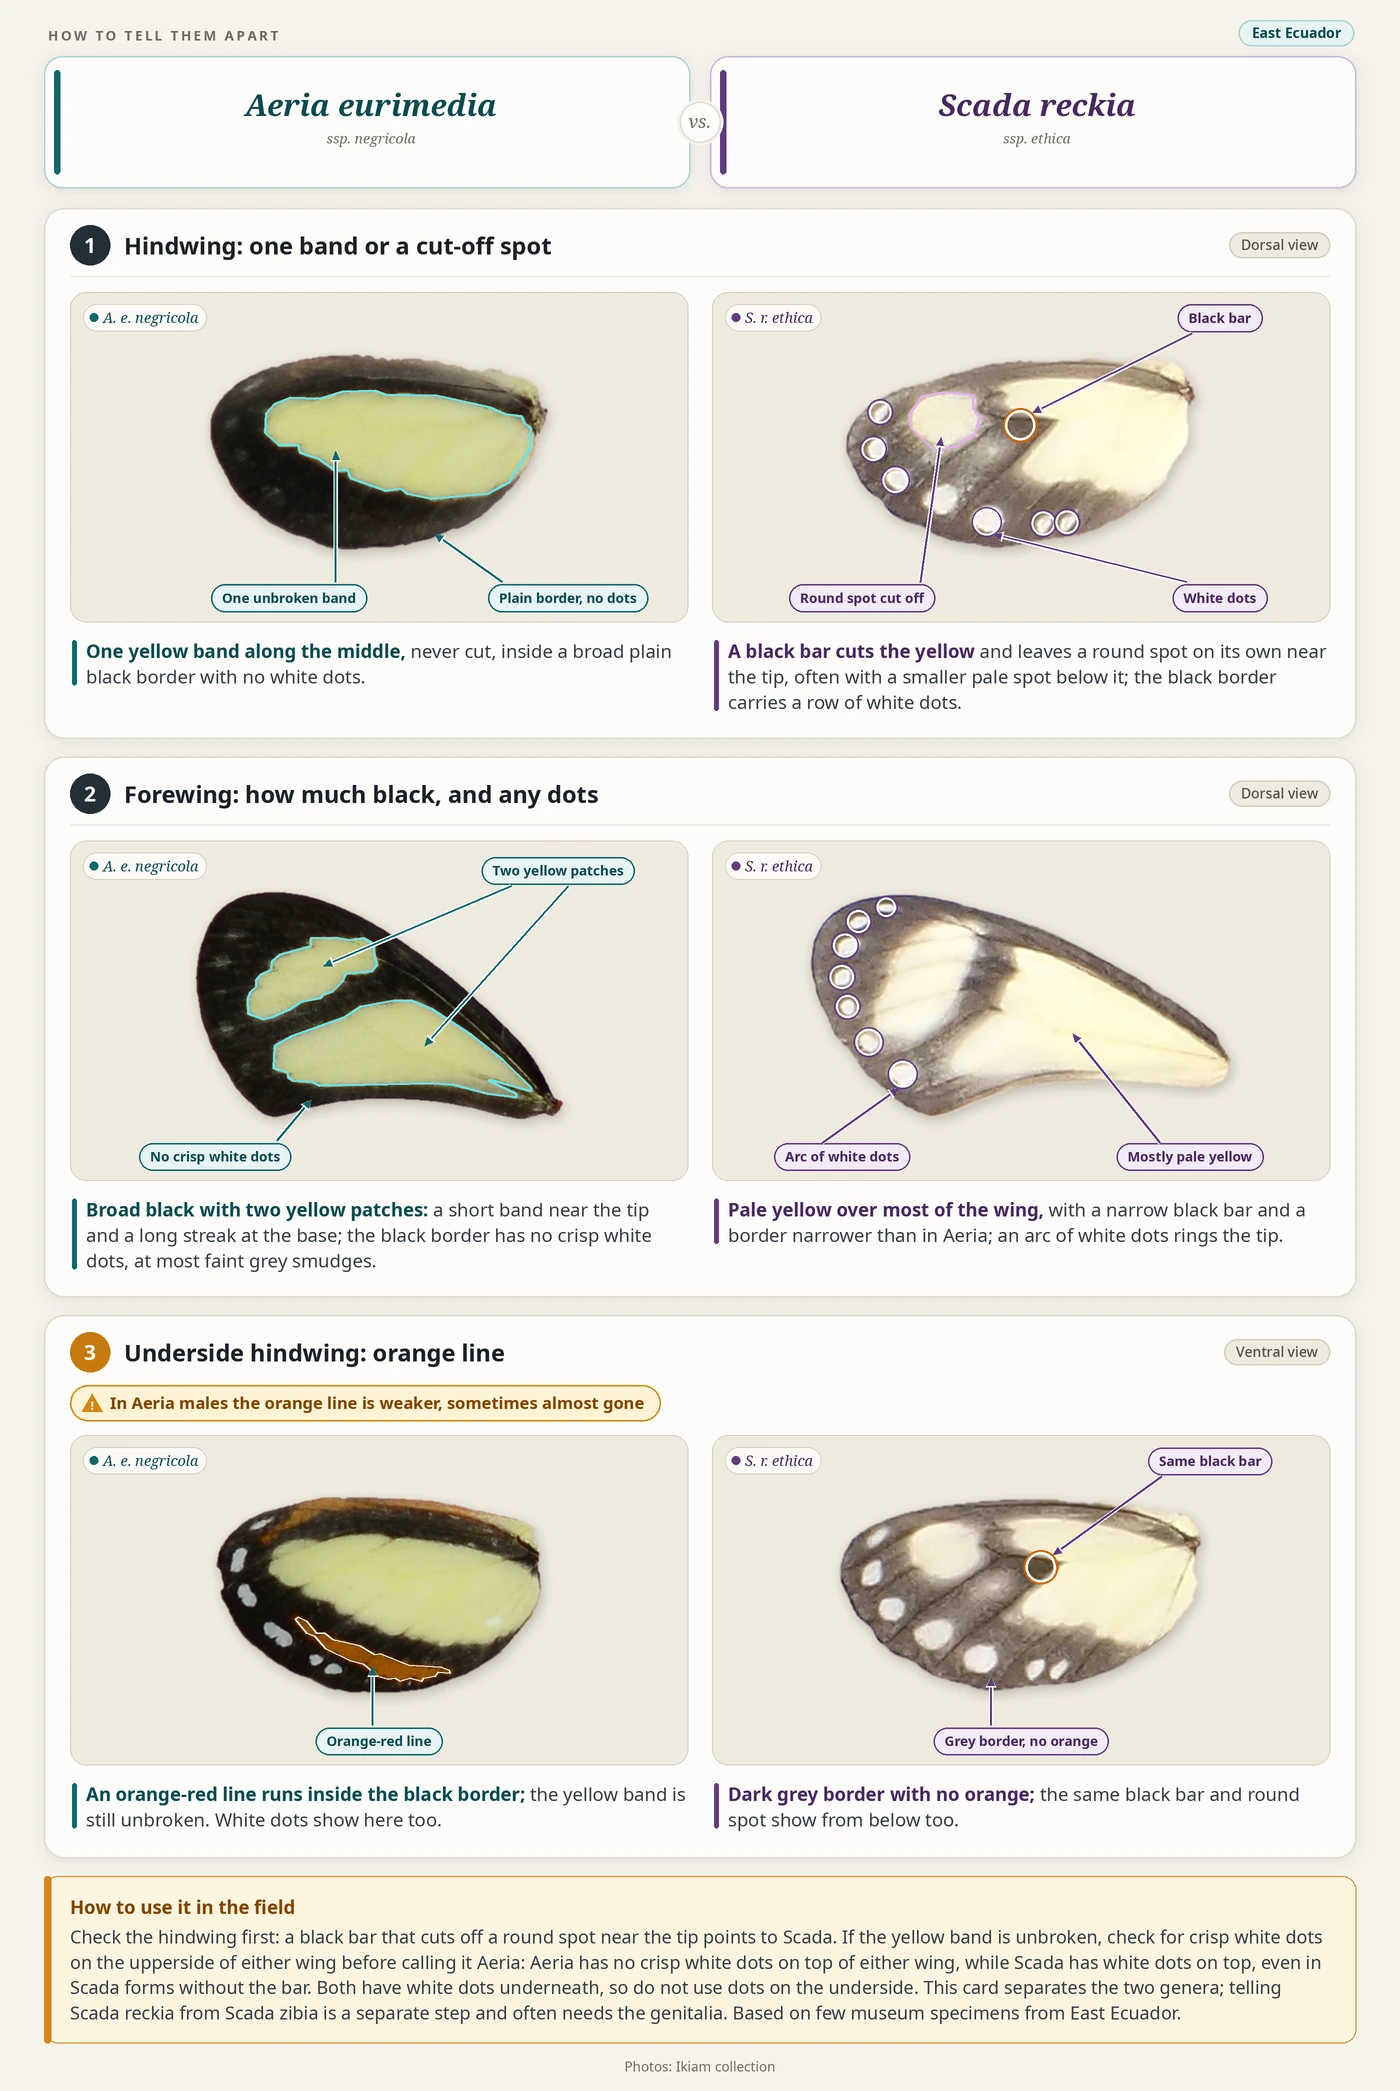 HOW TO TELL THEM APART
East Ecuador
Aeria eurimedia
ssp. negricola
vs.
Scada reckia
ssp. ethica
1
Hindwing: one band or a cut-off spot
Dorsal view
A. e. negricola
One unbroken band
Plain border, no dots
S. r. ethica
Black bar
Round spot cut off
White dots
One yellow band along the middle, never cut, inside a broad plain
black border with no white dots.
A black bar cuts the yellow and leaves a round spot on its own near
the tip, often with a smaller pale spot below it; the black border
carries a row of white dots.
2
Forewing: how much black, and any dots
Dorsal view
A. e. negricola
Two yellow patches
No crisp white dots
S. r. ethica
Arc of white dots
Mostly pale yellow
Broad black with two yellow patches: a short band near the tip
and a long streak at the base; the black border has no crisp white
dots, at most faint grey smudges.
Pale yellow over most of the wing, with a narrow black bar and a
border narrower than in Aeria; an arc of white dots rings the tip.
3
Underside hindwing: orange line
Ventral view
In Aeria males the orange line is weaker, sometimes almost gone
A. e. negricola
Orange-red line
S. r. ethica
Same black bar
Grey border, no orange
An orange-red line runs inside the black border; the yellow band is
still unbroken. White dots show here too.
Dark grey border with no orange; the same black bar and round
spot show from below too.
How to use it in the field
Check the hindwing first: a black bar that cuts off a round spot near the tip points to Scada. If the yellow band is unbroken, check for crisp white dots
on the upperside of either wing before calling it Aeria: Aeria has no crisp white dots on top of either wing, while Scada has white dots on top, even in
Scada forms without the bar. Both have white dots underneath, so do not use dots on the underside. This card separates the two genera; telling
Scada reckia from Scada zibia is a separate step and often needs the genitalia. Based on few museum specimens from East Ecuador.
Photos: Ikiam collection